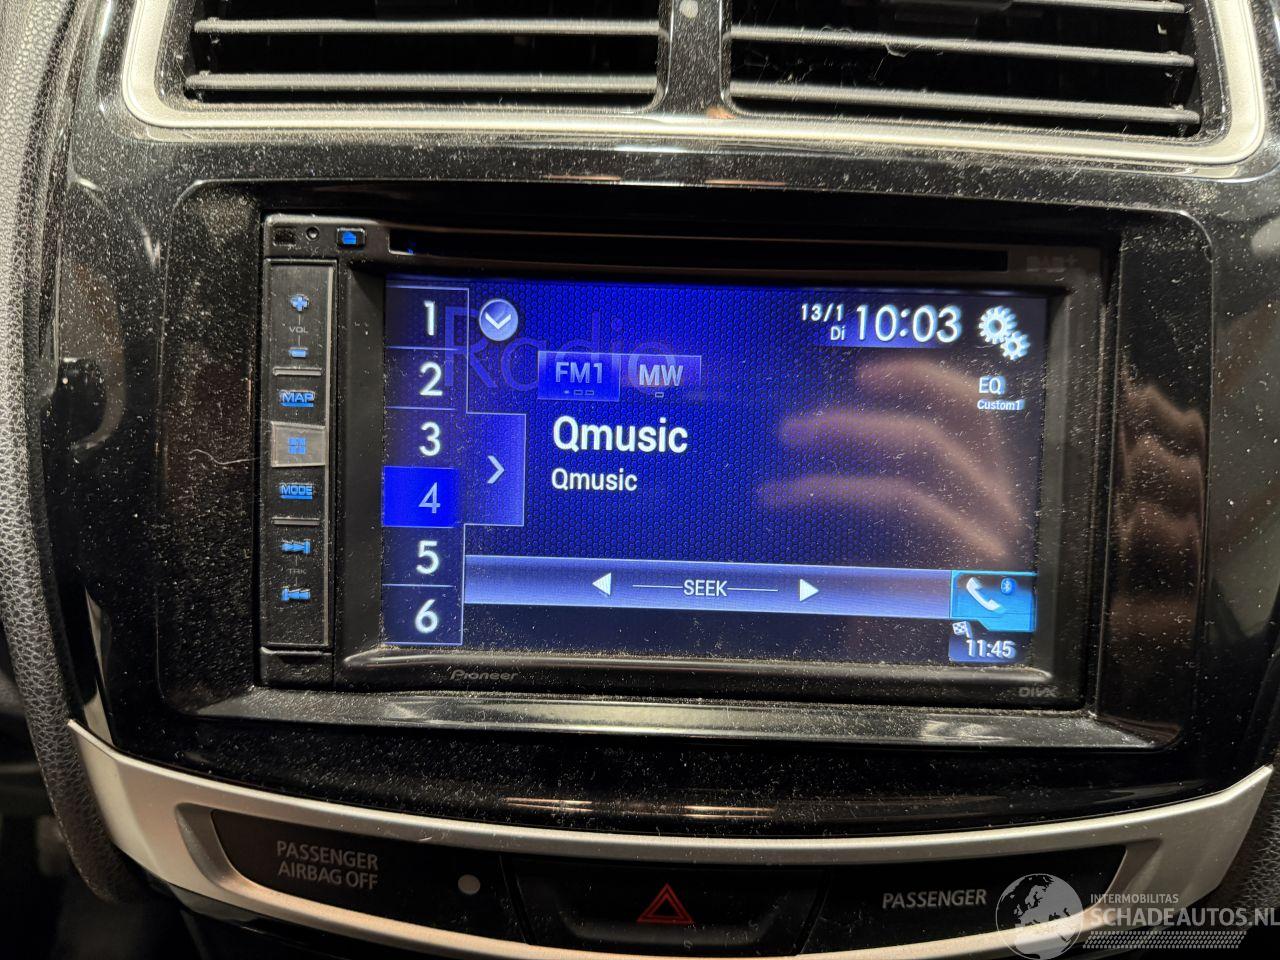 DAB+
VOL
MAP
MODE
TRK
1
2
3
4
5
6
Radio
13/1
Di
10:03
FM1
MW
EQ
Custom1
Qmusic
Qmusic
SEEK
11:45
Pioneer
DIVX
PASSENGER
AIRBAG OFF
PASSENGER
INTERMOBILITAS
SCHADEAUTOS.NL